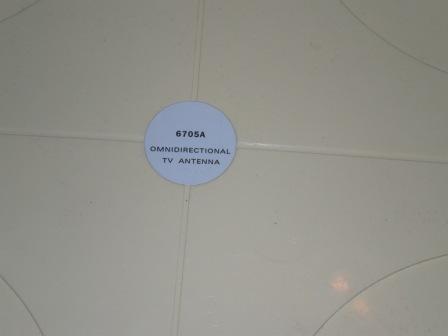 6705A
OMNIDIRECTIONAL
TV ANTENNA